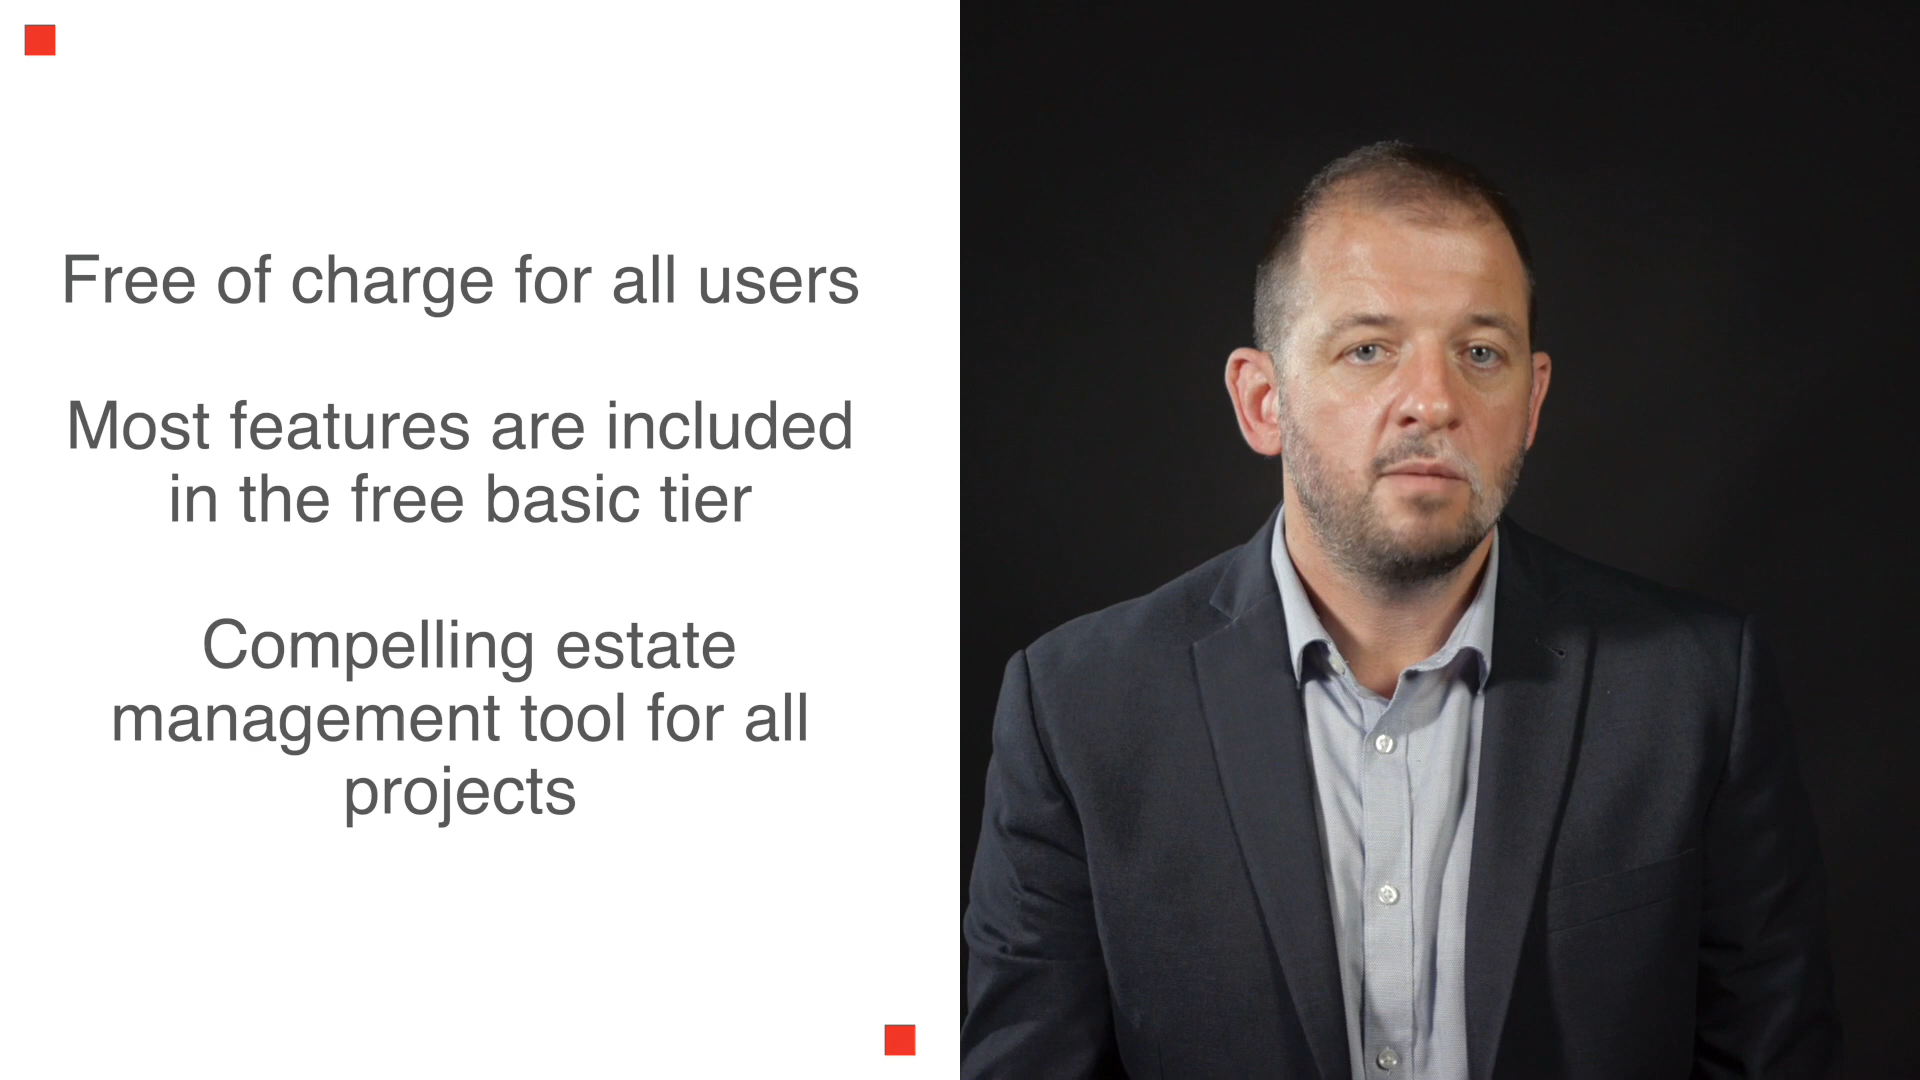 Free of charge for all users
Most features are included
in the free basic tier
Compelling estate
management tool for all
projects